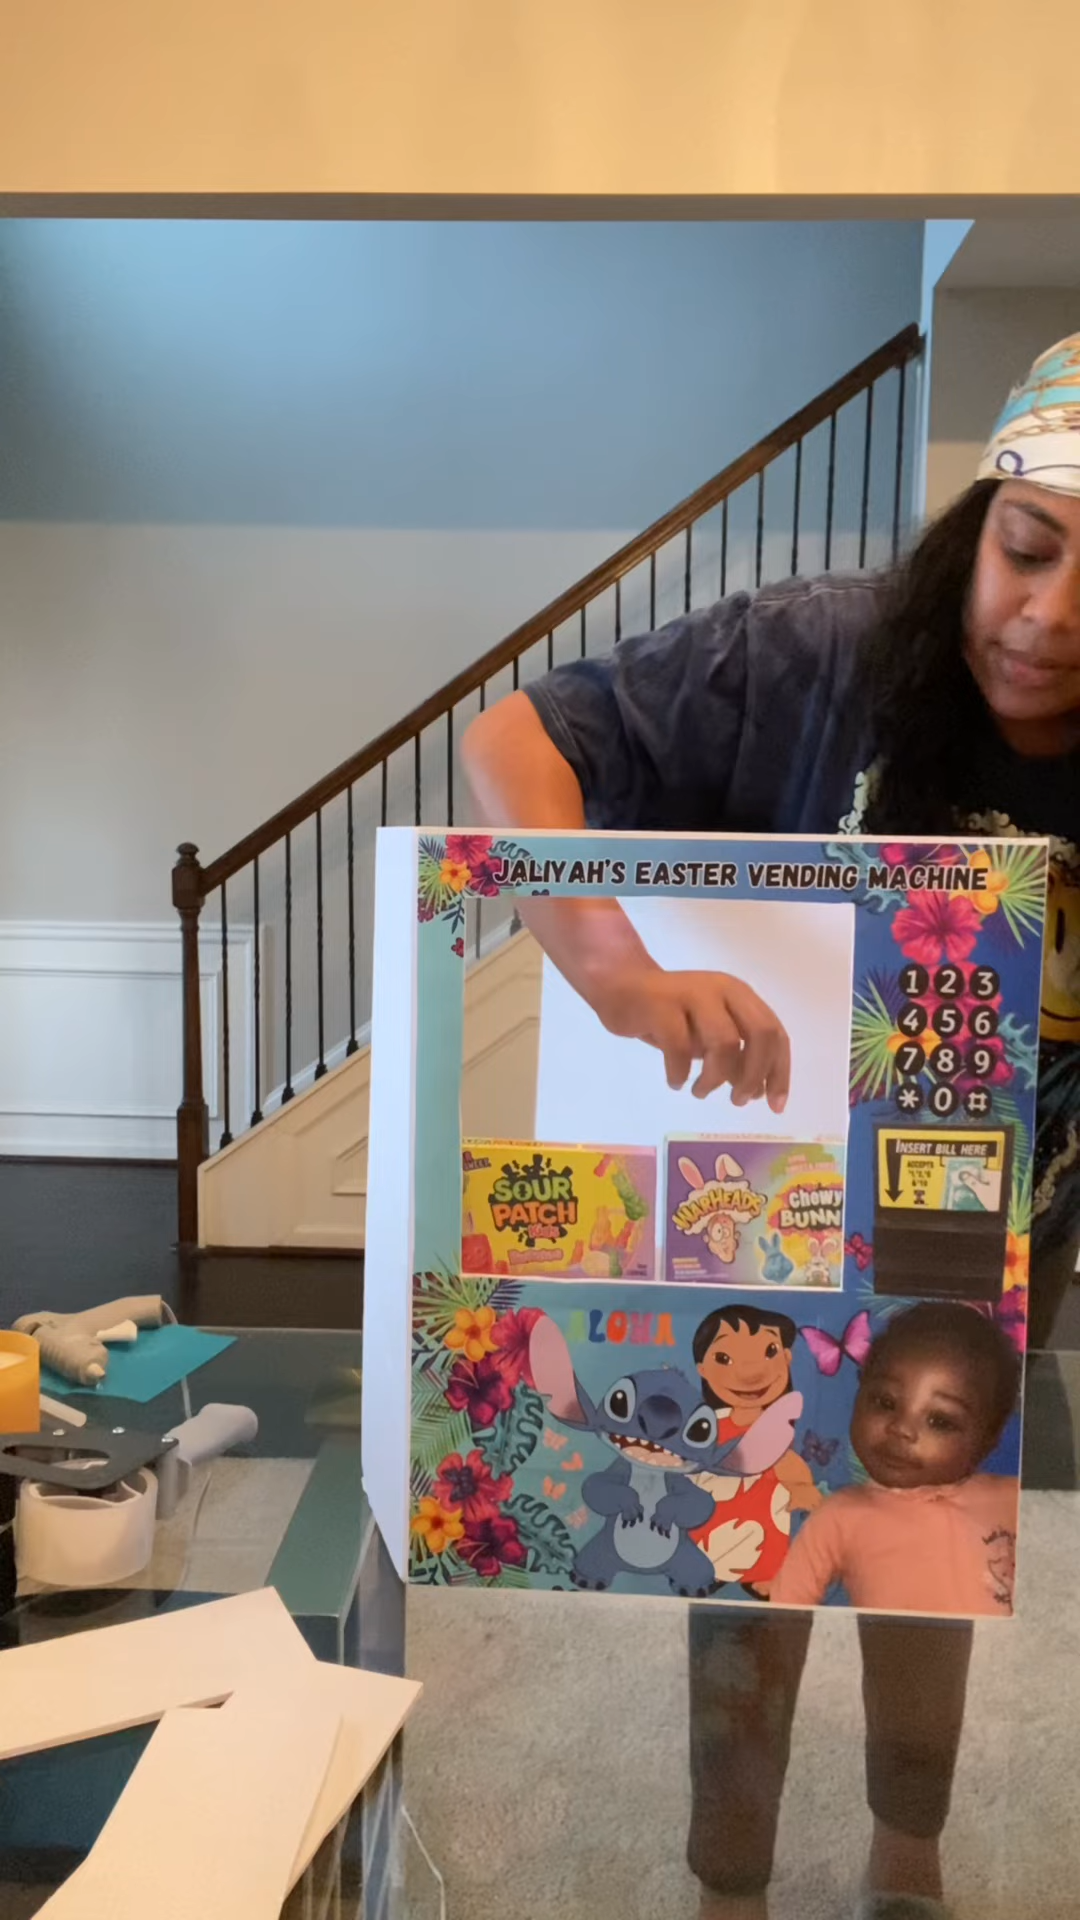 JALIYAH'S EASTER VENDING MACHINE
1 2 3
4 5 6
7 8 9
* 0 #
INSERT BILL HERE
ACCEPTS
SOUR
PATCH
Kids
WARHEADS
Chewy
BUNN
ALOHA